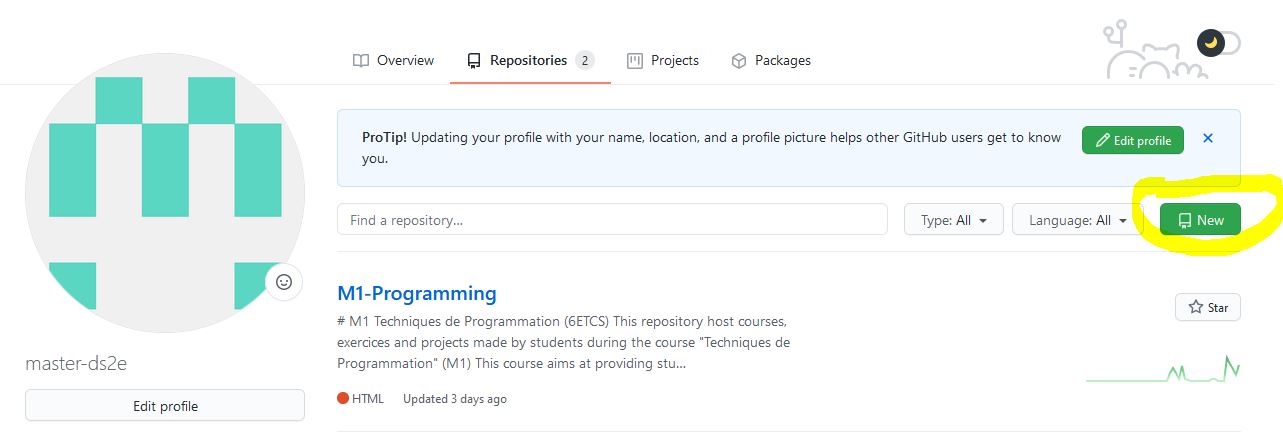 Overview Repositories 2 Projects Packages
ProTip! Updating your profile with your name, location, and a profile picture helps other GitHub users get to know
you.
Edit profile
Find a repository...
Type: All
Language: All
New
M1-Programming
Star
# M1 Techniques de Programmation (6ETCS) This repository host courses,
exercices and projects made by students during the course "Techniques de
Programmation" (M1) This course aims at providing stu...
HTML Updated 3 days ago
master-ds2e
Edit profile